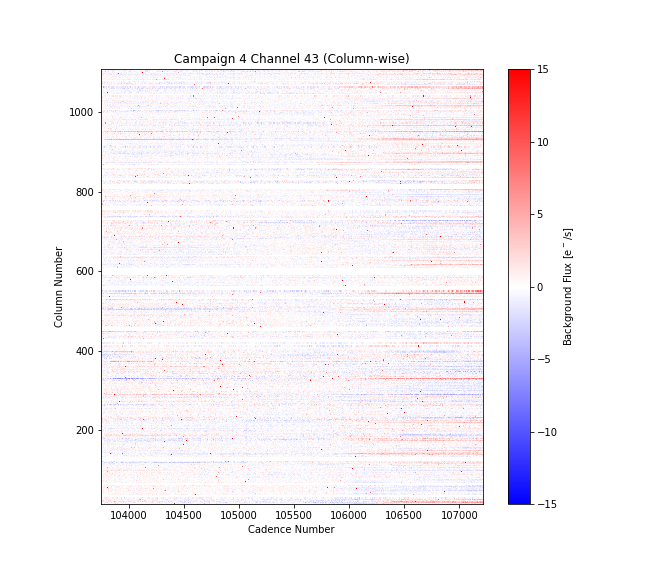 Campaign 4 Channel 43 (Column-wise)
1000
800
600
400
200
Column Number
104000 104500 105000 105500 106000 106500 107000
Cadence Number
15
10
5
0
−5
−10
−15
Background Flux [e⁻/s]